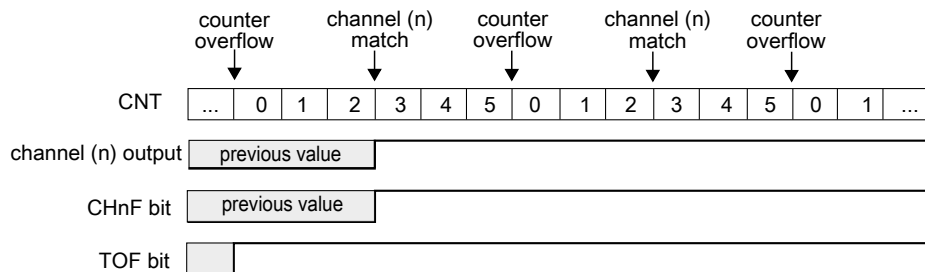 counter overflow
channel (n) match
counter overflow
channel (n) match
counter overflow
CNT ... 0 1 2 3 4 5 0 1 2 3 4 5 0 1 ...
channel (n) output previous value
CHnF bit previous value
TOF bit